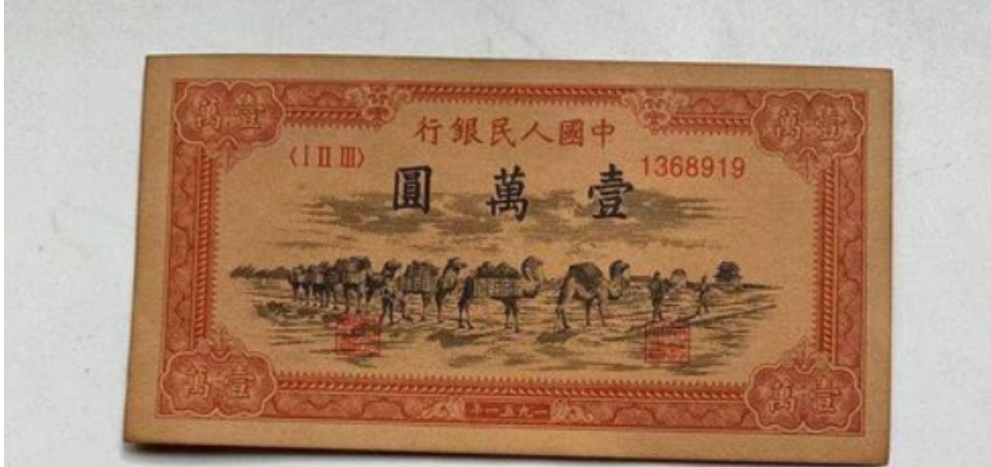 萬壹
萬壹
中國人民銀行
〈I II III〉
1368919
壹萬圓
萬壹
萬壹
一九五一年